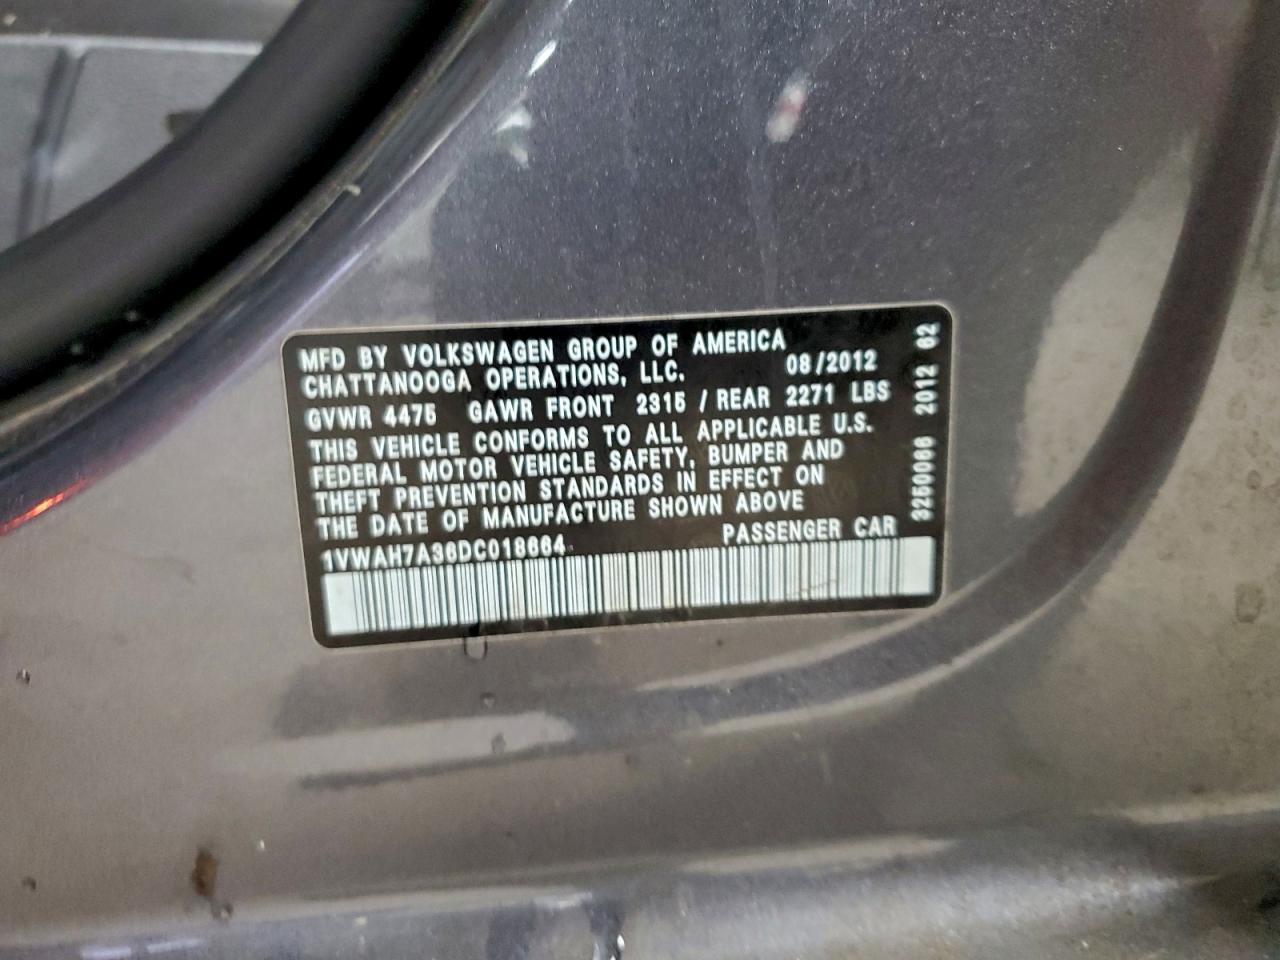 MFD BY VOLKSWAGEN GROUP OF AMERICA
CHATTANOOGA OPERATIONS, LLC. 08/2012
GVWR 4475 GAWR FRONT 2315 / REAR 2271 LBS
THIS VEHICLE CONFORMS TO ALL APPLICABLE U.S.
FEDERAL MOTOR VEHICLE SAFETY, BUMPER AND
THEFT PREVENTION STANDARDS IN EFFECT ON
THE DATE OF MANUFACTURE SHOWN ABOVE
1VWAH7A36DC018664 PASSENGER CAR
3250066 2012 62